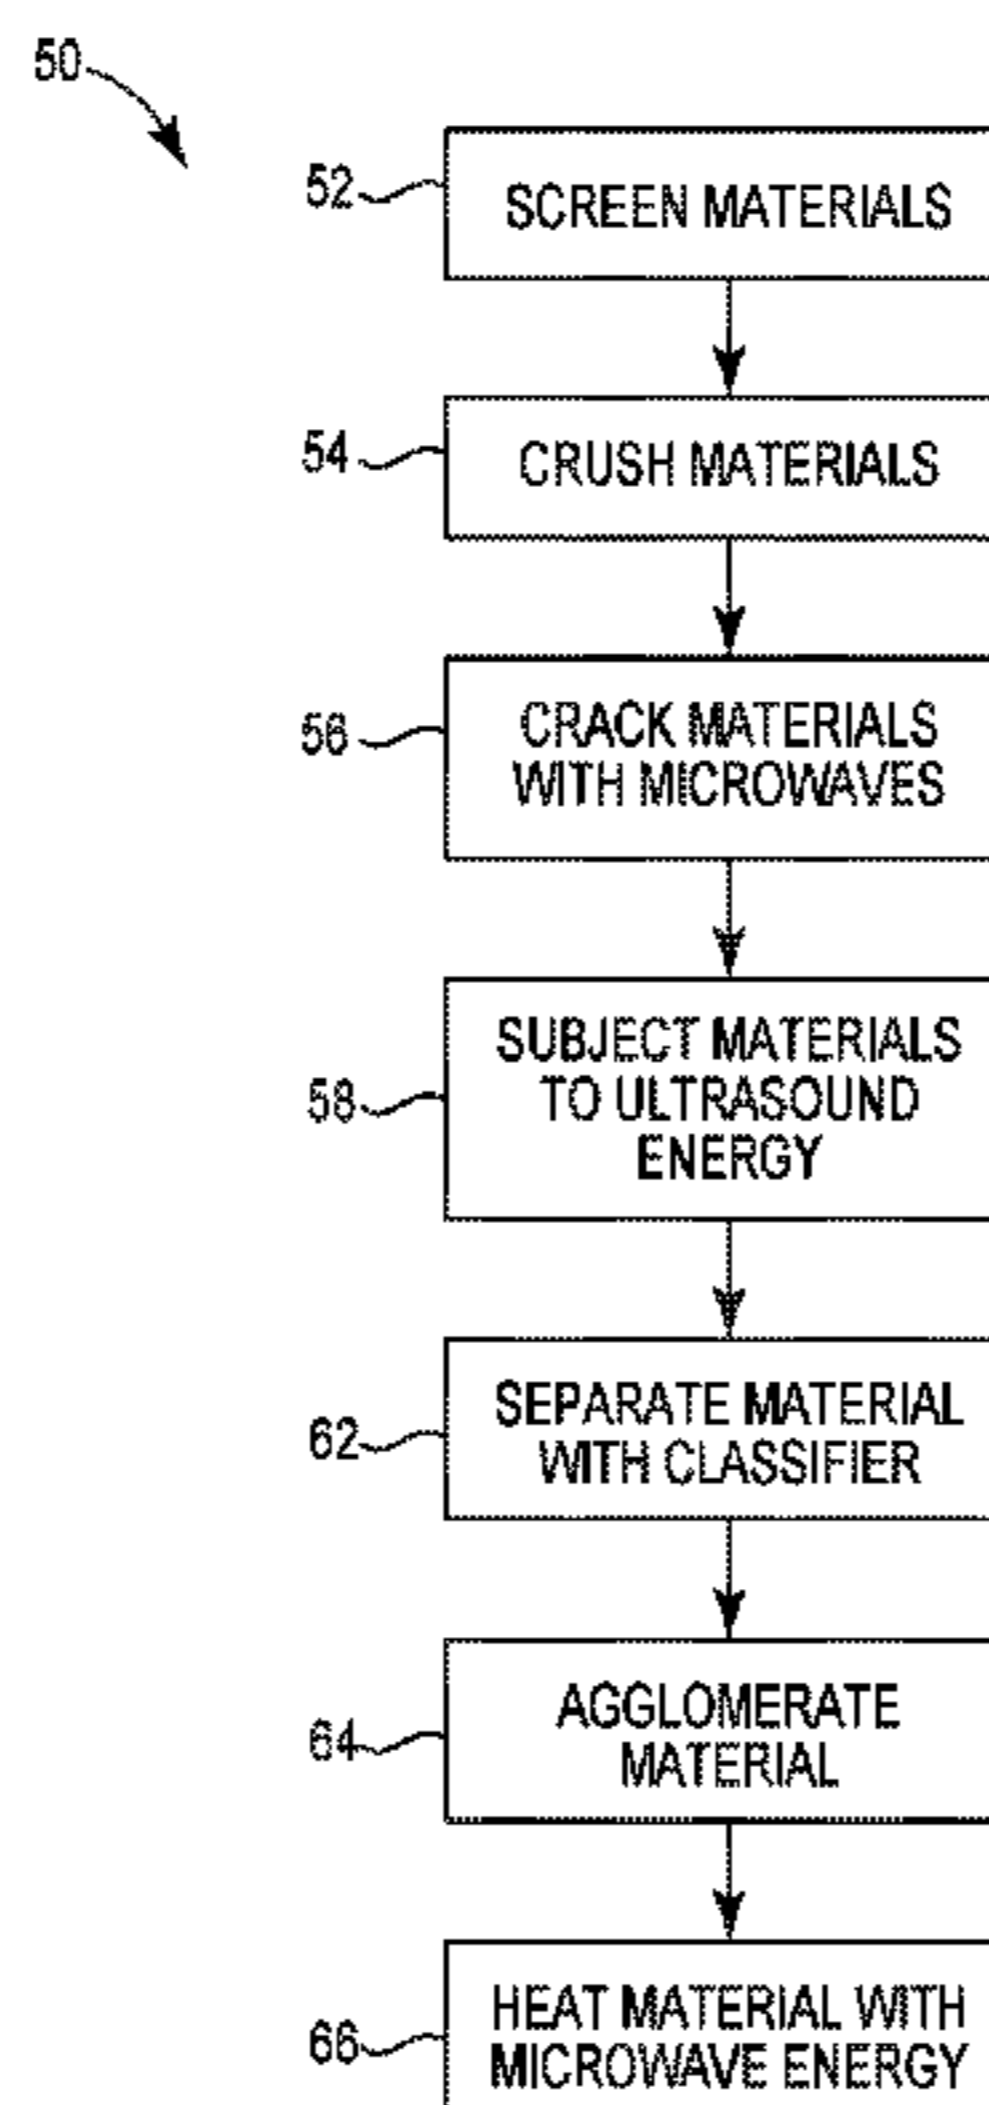 50
52
SCREEN MATERIALS
54
CRUSH MATERIALS
56
CRACK MATERIALS
WITH MICROWAVES
58
SUBJECT MATERIALS
TO ULTRASOUND
ENERGY
62
SEPARATE MATERIAL
WITH CLASSIFIER
64
AGGLOMERATE
MATERIAL
66
HEAT MATERIAL WITH
MICROWAVE ENERGY